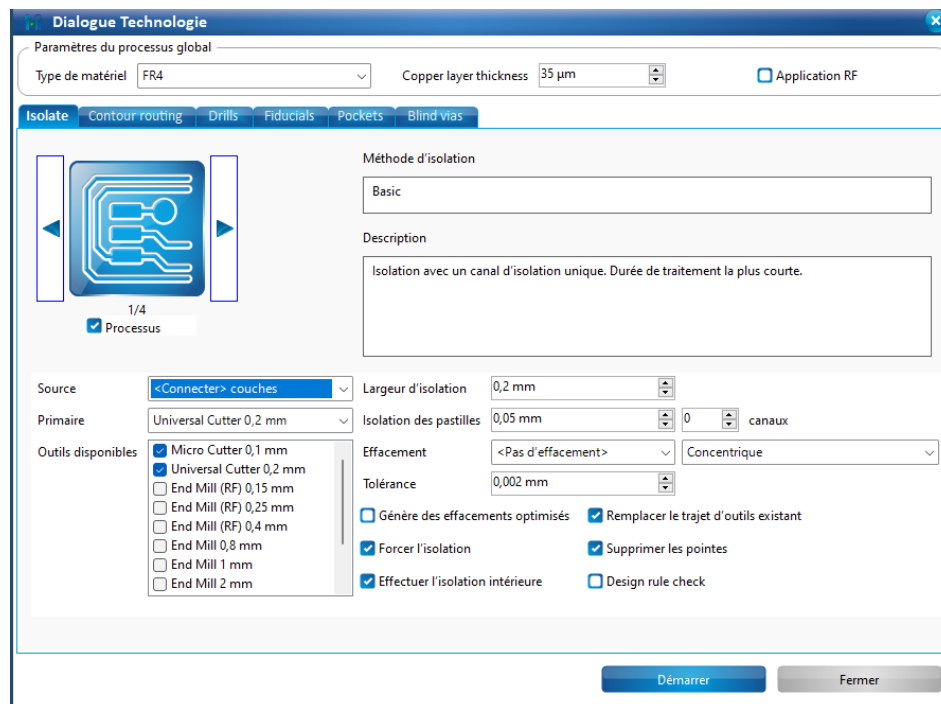 Dialogue Technologie
Paramètres du processus global
Type de matériel FR4 Copper layer thickness 35 µm Application RF
Isolate Contour routing Drills Fiducials Pockets Blind vias
Méthode d'isolation
Basic
Description
Isolation avec un canal d'isolation unique. Durée de traitement la plus courte.
1/4
Processus
Source <Connecter> couches Largeur d'isolation 0,2 mm
Primaire Universal Cutter 0,2 mm Isolation des pastilles 0,05 mm 0 canaux
Outils disponibles Micro Cutter 0,1 mm Effacement <Pas d'effacement> Concentrique
Universal Cutter 0,2 mm
End Mill (RF) 0,15 mm Tolérance 0,002 mm
End Mill (RF) 0,25 mm Génère des effacements optimisés Remplacer le trajet d'outils existant
End Mill (RF) 0,4 mm
End Mill 0,8 mm Forcer l'isolation Supprimer les pointes
End Mill 1 mm
End Mill 2 mm Effectuer l'isolation intérieure Design rule check
Démarrer Fermer